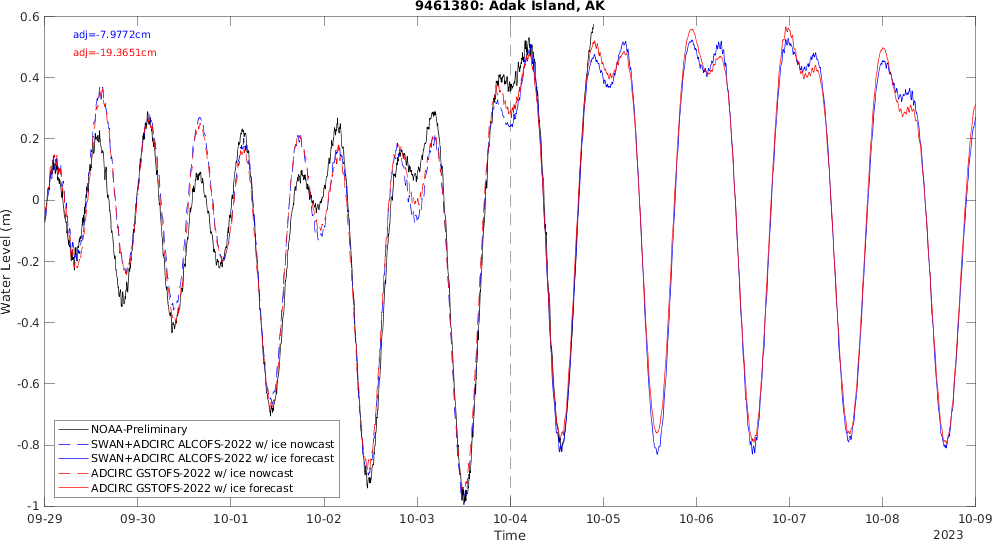 9461380: Adak Island, AK
adj=-7.9772cm
adj=-19.3651cm
0.6
0.4
0.2
0
-0.2
-0.4
-0.6
-0.8
-1
Water Level (m)
NOAA-Preliminary
SWAN+ADCIRC ALCOFS-2022 w/ ice nowcast
SWAN+ADCIRC ALCOFS-2022 w/ ice forecast
ADCIRC GSTOFS-2022 w/ ice nowcast
ADCIRC GSTOFS-2022 w/ ice forecast
09-29 09-30 10-01 10-02 10-03 10-04 10-05 10-06 10-07 10-08 10-09
Time
2023